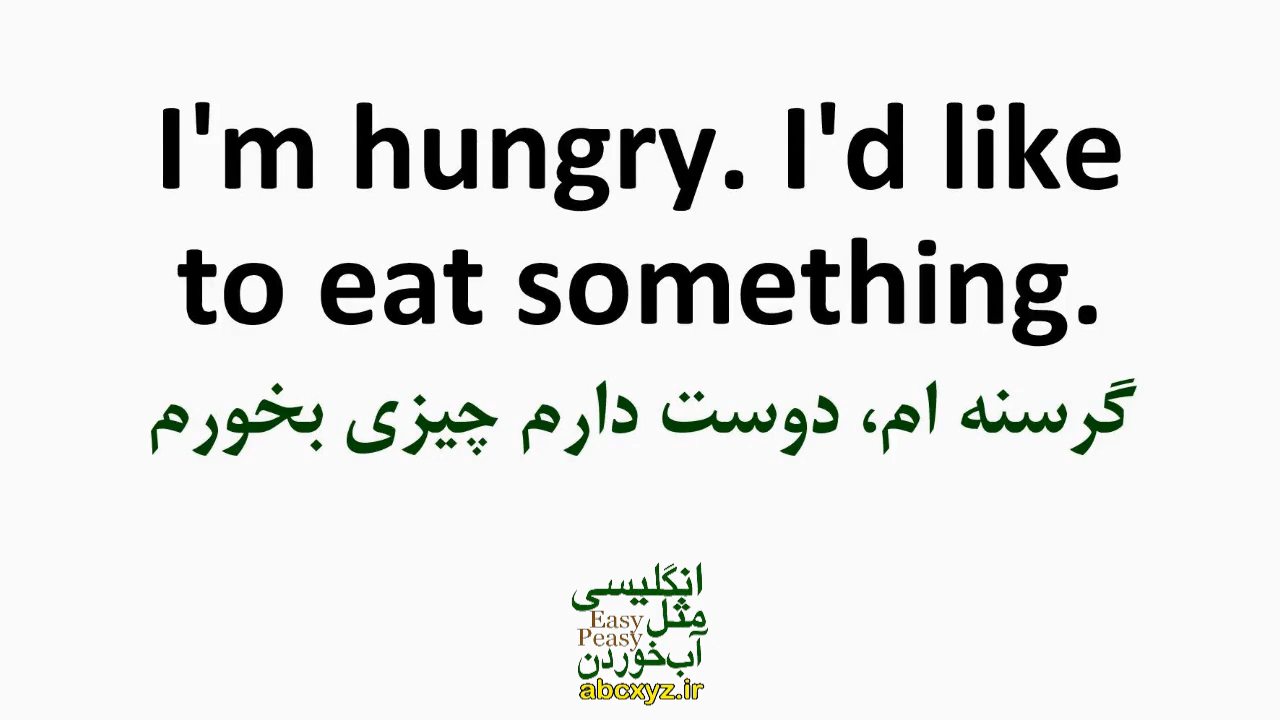 I'm hungry. I'd like
to eat something.
گرسنه ام، دوست دارم چیزی بخورم
انگلیسی
مثل
Easy
Peasy
آب‌خوردن
abcxyz.ir